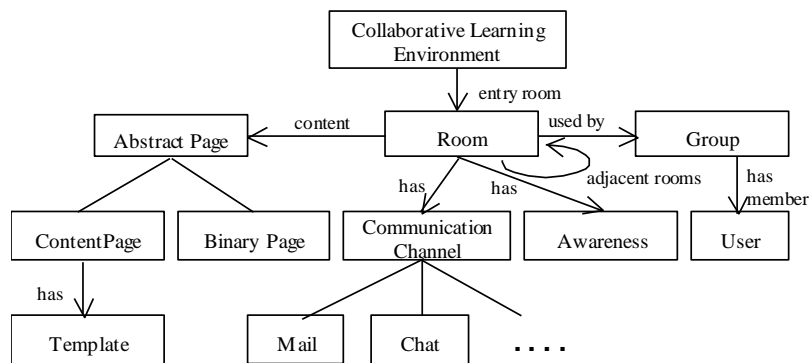 Collaborative Learning
Environment
entry room
content
used by
Abstract Page
Room
Group
adjacent rooms
has
has
has
member
ContentPage
Binary Page
Communication
Channel
Awareness
User
has
Template
Mail
Chat
. . . .